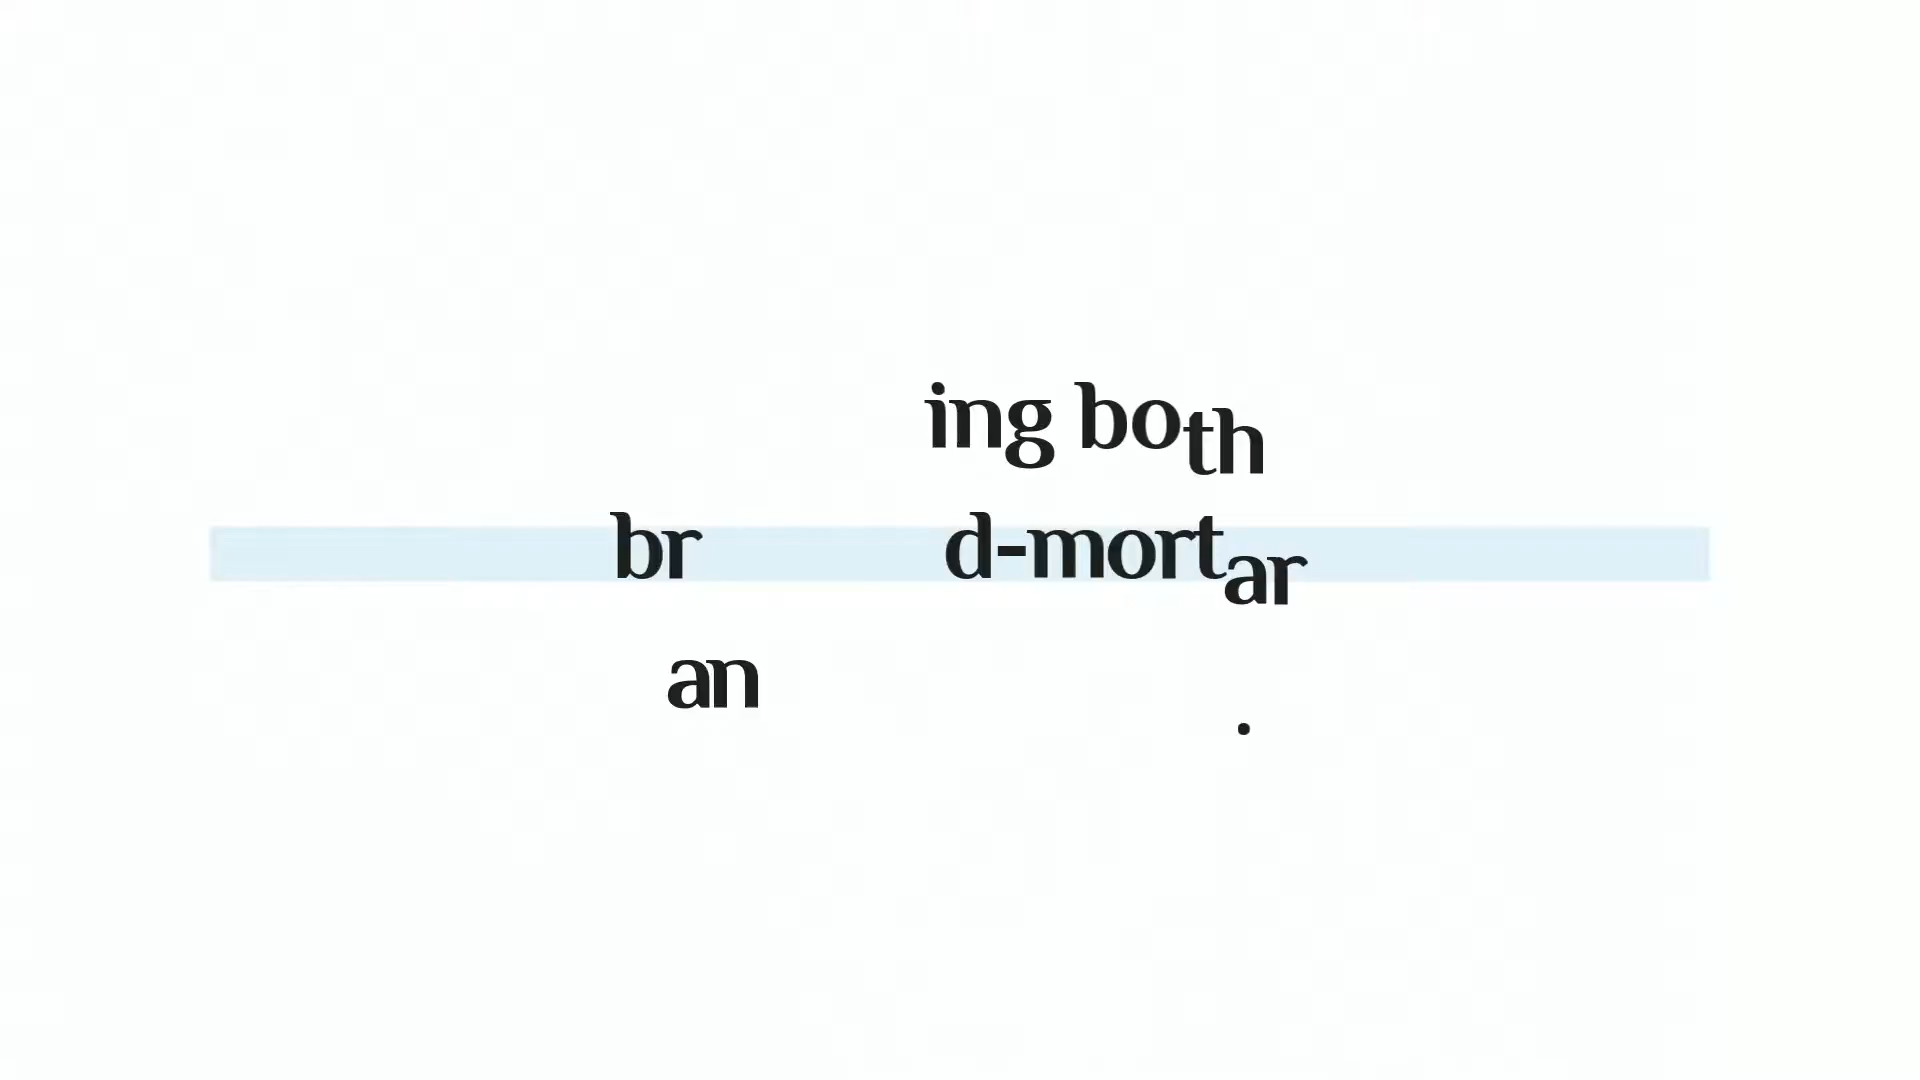 ing both
br d-mortar
an .